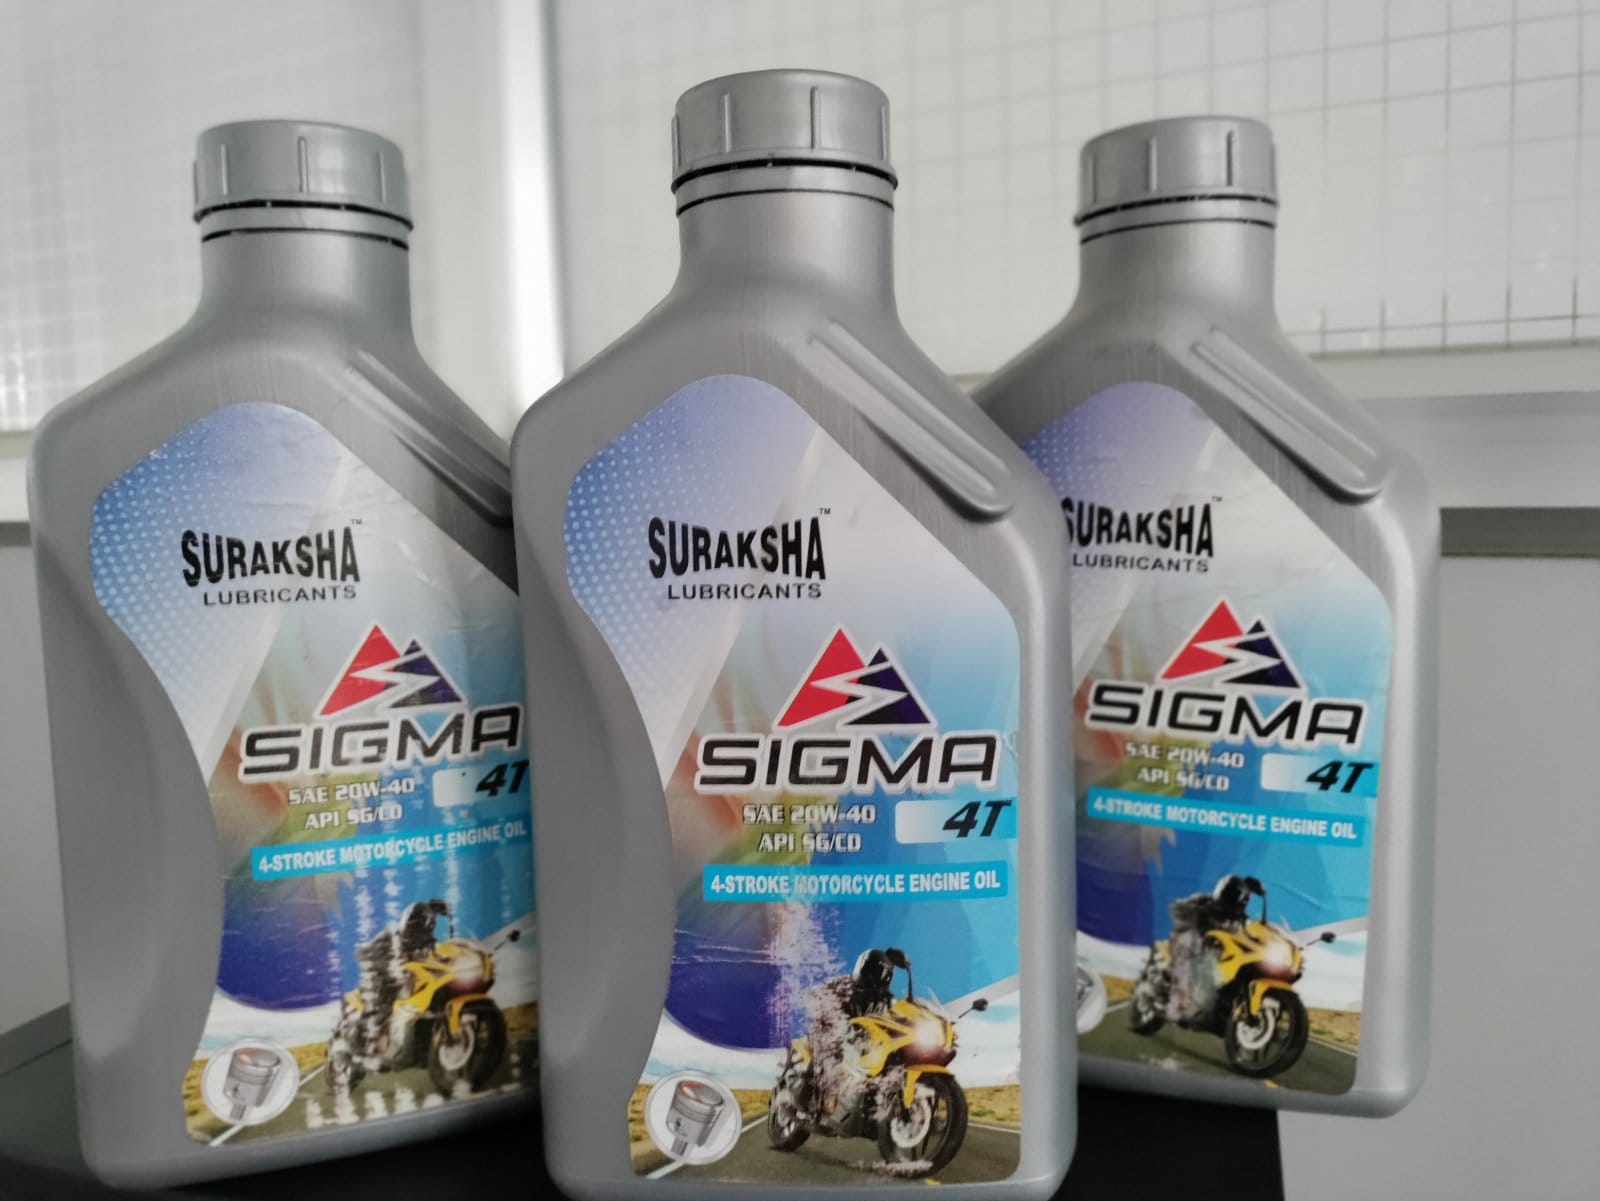 SURAKSHA™
LUBRICANTS
SIGMA
SAE 20W-40
API SG/CD
4T
4-STROKE MOTORCYCLE ENGINE OIL
SURAKSHA™
LUBRICANTS
SIGMA
SAE 20W-40
API SG/CD
4T
4-STROKE MOTORCYCLE ENGINE OIL
SURAKSHA™
LUBRICANTS
SIGMA
SAE 20W-40
API SG/CD
4T
4-STROKE MOTORCYCLE ENGINE OIL